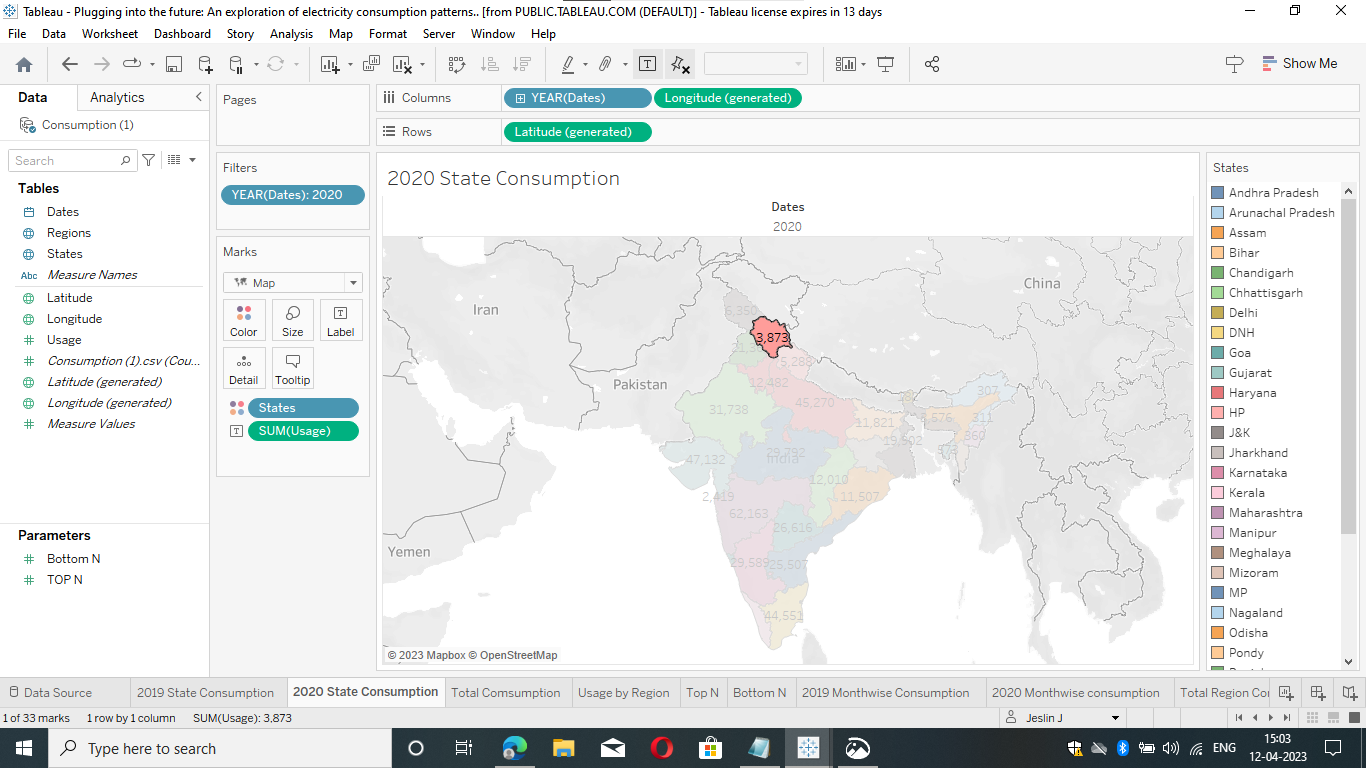 Tableau - Plugging into the future: An exploration of electricity consumption patterns.. [from PUBLIC.TABLEAU.COM (DEFAULT)] - Tableau license expires in 13 days
File Data Worksheet Dashboard Story Analysis Map Format Server Window Help
Show Me
Data Analytics
Consumption (1)
Search
Tables
Dates
Regions
States
Abc Measure Names
Latitude
Longitude
Usage
Consumption (1).csv (Cou...
Latitude (generated)
Longitude (generated)
Measure Values
Parameters
Bottom N
TOP N
Pages
Filters
YEAR(Dates): 2020
Marks
Map
Color Size Label
Detail Tooltip
States
SUM(Usage)
Columns YEAR(Dates) Longitude (generated)
Rows Latitude (generated)
2020 State Consumption
Dates
2020
Iran
China
Pakistan
Yemen
India
6,350
3,873
5,288
12,482
45,270
31,738
11,821
307
211
360
19,902
29,792
47,132
12,010
11,507
2,419
62,163
26,616
29,589
25,507
44,551
© 2023 Mapbox © OpenStreetMap
States
Andhra Pradesh
Arunachal Pradesh
Assam
Bihar
Chandigarh
Chhattisgarh
Delhi
DNH
Goa
Gujarat
Haryana
HP
J&K
Jharkhand
Karnataka
Kerala
Maharashtra
Manipur
Meghalaya
Mizoram
MP
Nagaland
Odisha
Pondy
Data Source 2019 State Consumption 2020 State Consumption Total Comsumption Usage by Region Top N Bottom N 2019 Monthwise Consumption 2020 Monthwise consumption Total Region Con
1 of 33 marks 1 row by 1 column SUM(Usage): 3,873 Jeslin J
Type here to search
ENG
15:03
12-04-2023